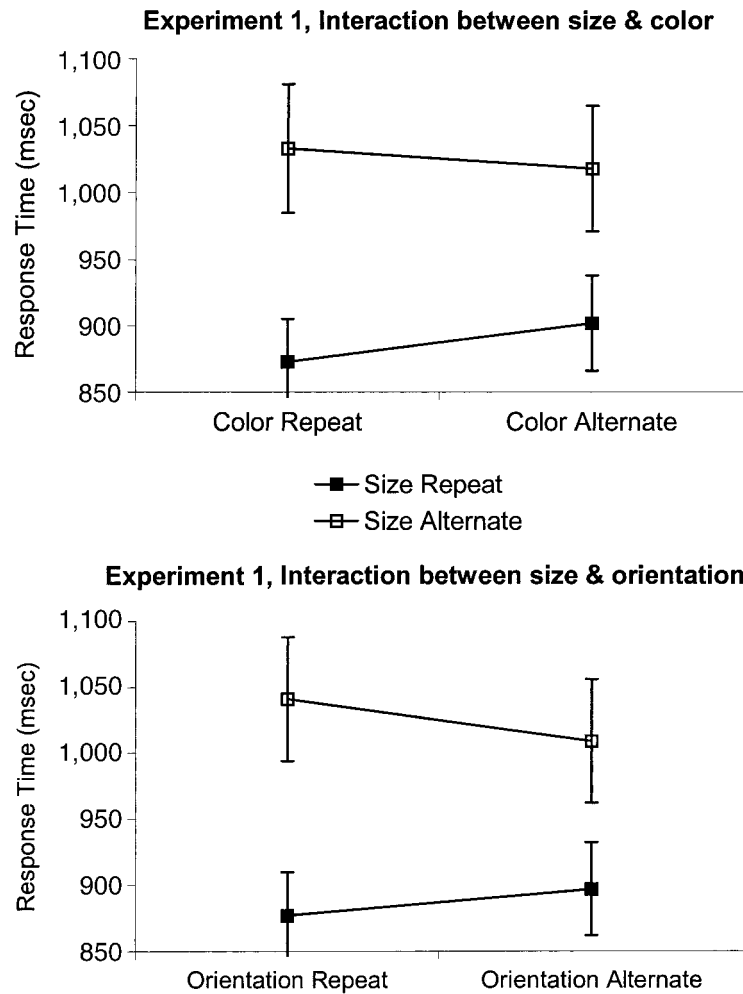 Experiment 1, Interaction between size & color
Response Time (msec)
1,100
1,050
1,000
950
900
850
Color Repeat Color Alternate
Size Repeat
Size Alternate
Experiment 1, Interaction between size & orientation
Response Time (msec)
1,100
1,050
1,000
950
900
850
Orientation Repeat Orientation Alternate